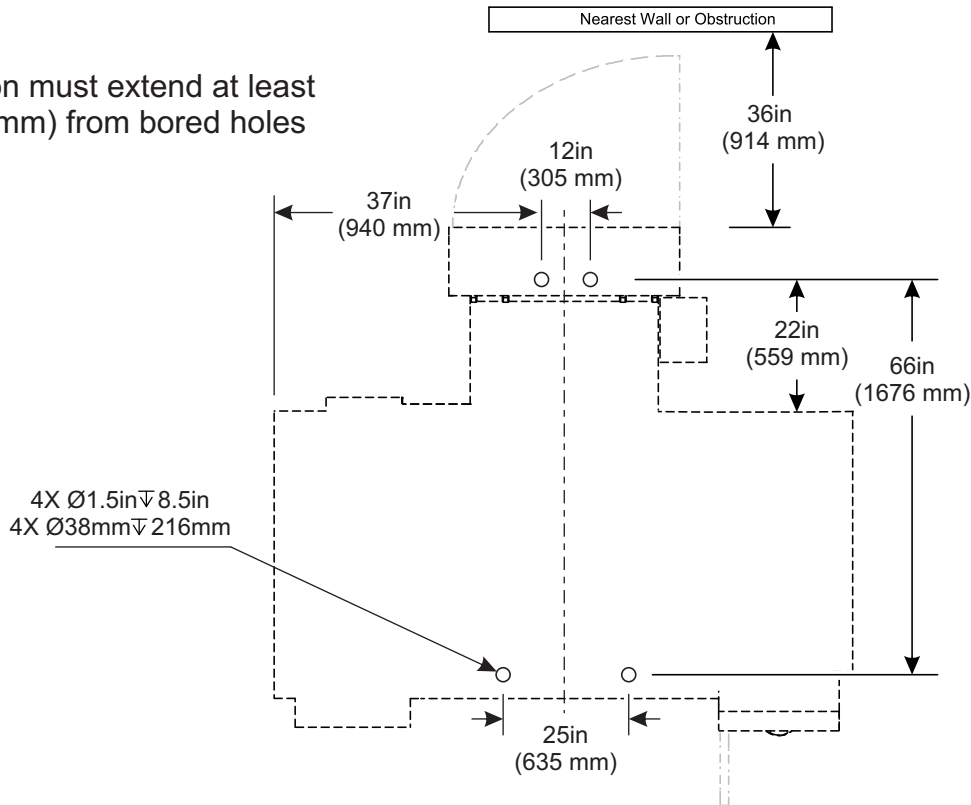 Nearest Wall or Obstruction
on must extend at least
mm) from bored holes
36in
(914 mm)
12in
(305 mm)
37in
(940 mm)
22in
(559 mm)
66in
(1676 mm)
4X Ø1.5in↧8.5in
4X Ø38mm↧216mm
25in
(635 mm)